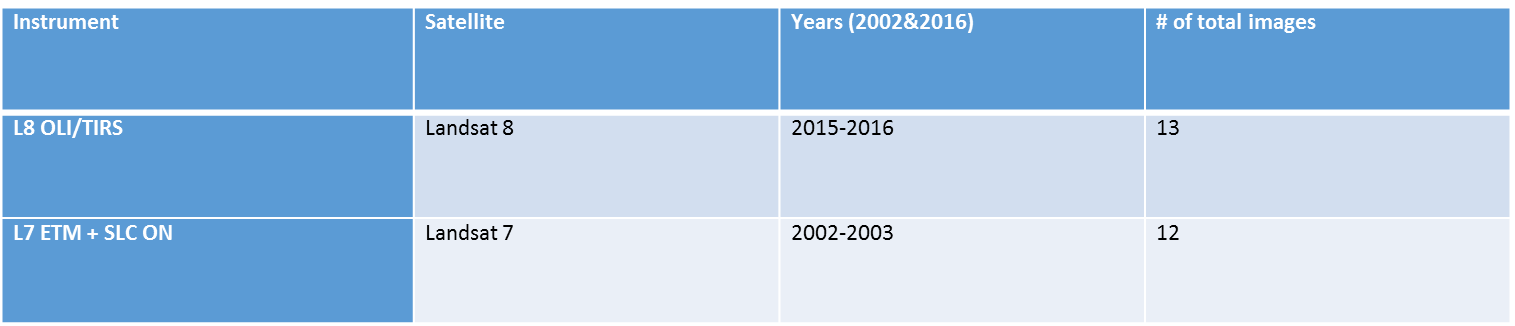 Instrument Satellite Years (2002&2016) # of total images
L8 OLI/TIRS Landsat 8 2015-2016 13
L7 ETM + SLC ON Landsat 7 2002-2003 12